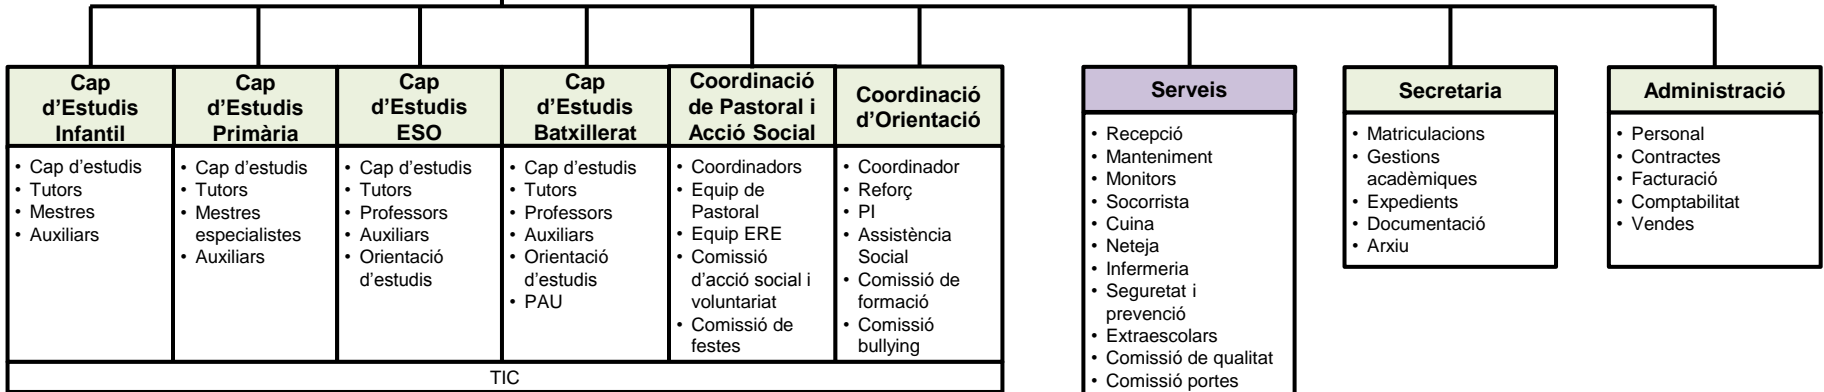 Cap
d'Estudis
Infantil
• Cap d'estudis
• Tutors
• Mestres
• Auxiliars
Cap
d'Estudis
Primària
• Cap d'estudis
• Tutors
• Mestres
especialistes
• Auxiliars
Cap
d'Estudis
ESO
• Cap d'estudis
• Tutors
• Professors
• Auxiliars
• Orientació
d'estudis
Cap
d'Estudis
Batxillerat
• Cap d'estudis
• Tutors
• Professors
• Auxiliars
• Orientació
d'estudis
• PAU
Coordinació
de Pastoral i
Acció Social
• Coordinadors
• Equip de
Pastoral
• Equip ERE
• Comissió
d'acció social i
voluntariat
• Comissió de
festes
Coordinació
d'Orientació
• Coordinador
• Reforç
• PI
• Assistència
Social
• Comissió de
formació
• Comissió
bullying
TIC
Serveis
• Recepció
• Manteniment
• Monitors
• Socorrista
• Cuina
• Neteja
• Infermeria
• Seguretat i
prevenció
• Extraescolars
• Comissió de qualitat
• Comissió portes
Secretaria
• Matriculacions
• Gestions
acadèmiques
• Expedients
• Documentació
• Arxiu
Administració
• Personal
• Contractes
• Facturació
• Comptabilitat
• Vendes